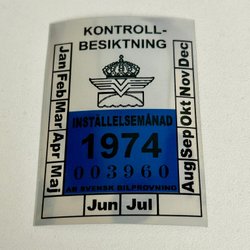 KONTROLL-
BESIKTNING
Jan Feb Mar Apr Maj
INSTÄLLELSEMÅNAD
1974
003960
AB SVENSK BILPROVNING
Jun Jul
Aug Sep Okt Nov Dec